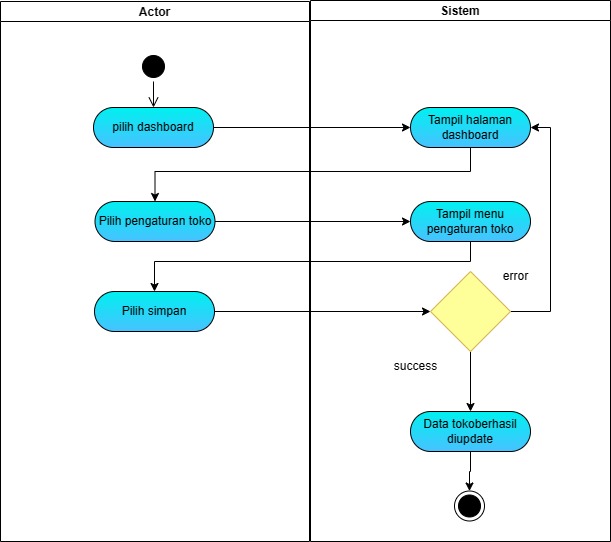 Actor
Sistem
pilih dashboard
Tampil halaman
dashboard
Pilih pengaturan toko
Tampil menu
pengaturan toko
error
Pilih simpan
success
Data tokoberhasil
diupdate